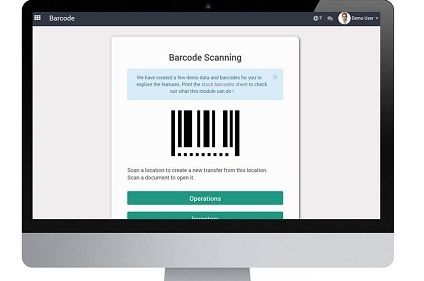 Barcode
2
Demo User
Barcode Scanning
We have created a few demo data and barcodes for you to
explore the features. Print the stock barcodes sheet to check
out what this module can do !
Scan a location to create a new transfer from this location.
Scan a document to open it.
Operations
Inventory